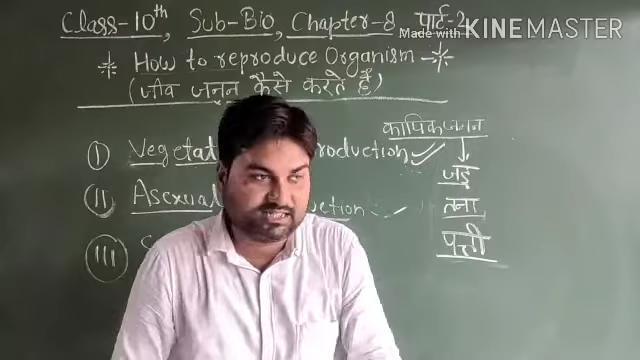 Class-10th, Sub-Bio, Chapter-8 पार्ट-2
Made with KINEMASTER
How to reproduce Organism
(जीव जनन कैसे करते हैं)
कायिक जनन
(I) Vegetat roduction
जड़
(II) Asexual uction
तना
(III) S
पत्ती